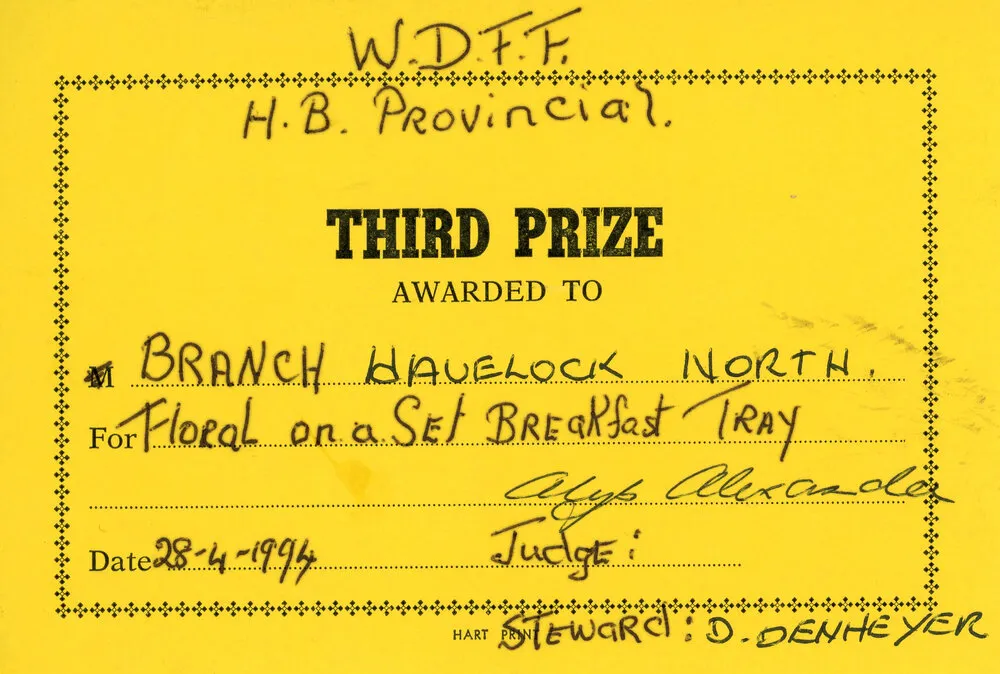 W.D.F.F.
H.B. Provincial.
THIRD PRIZE
AWARDED TO
M BRANCH HAVELOCK NORTH.
For Floral on a Set Breakfast Tray
Alys Alexander
Date 28-4-1994 Judge:
HART PRINT Steward: D. DENHEYER